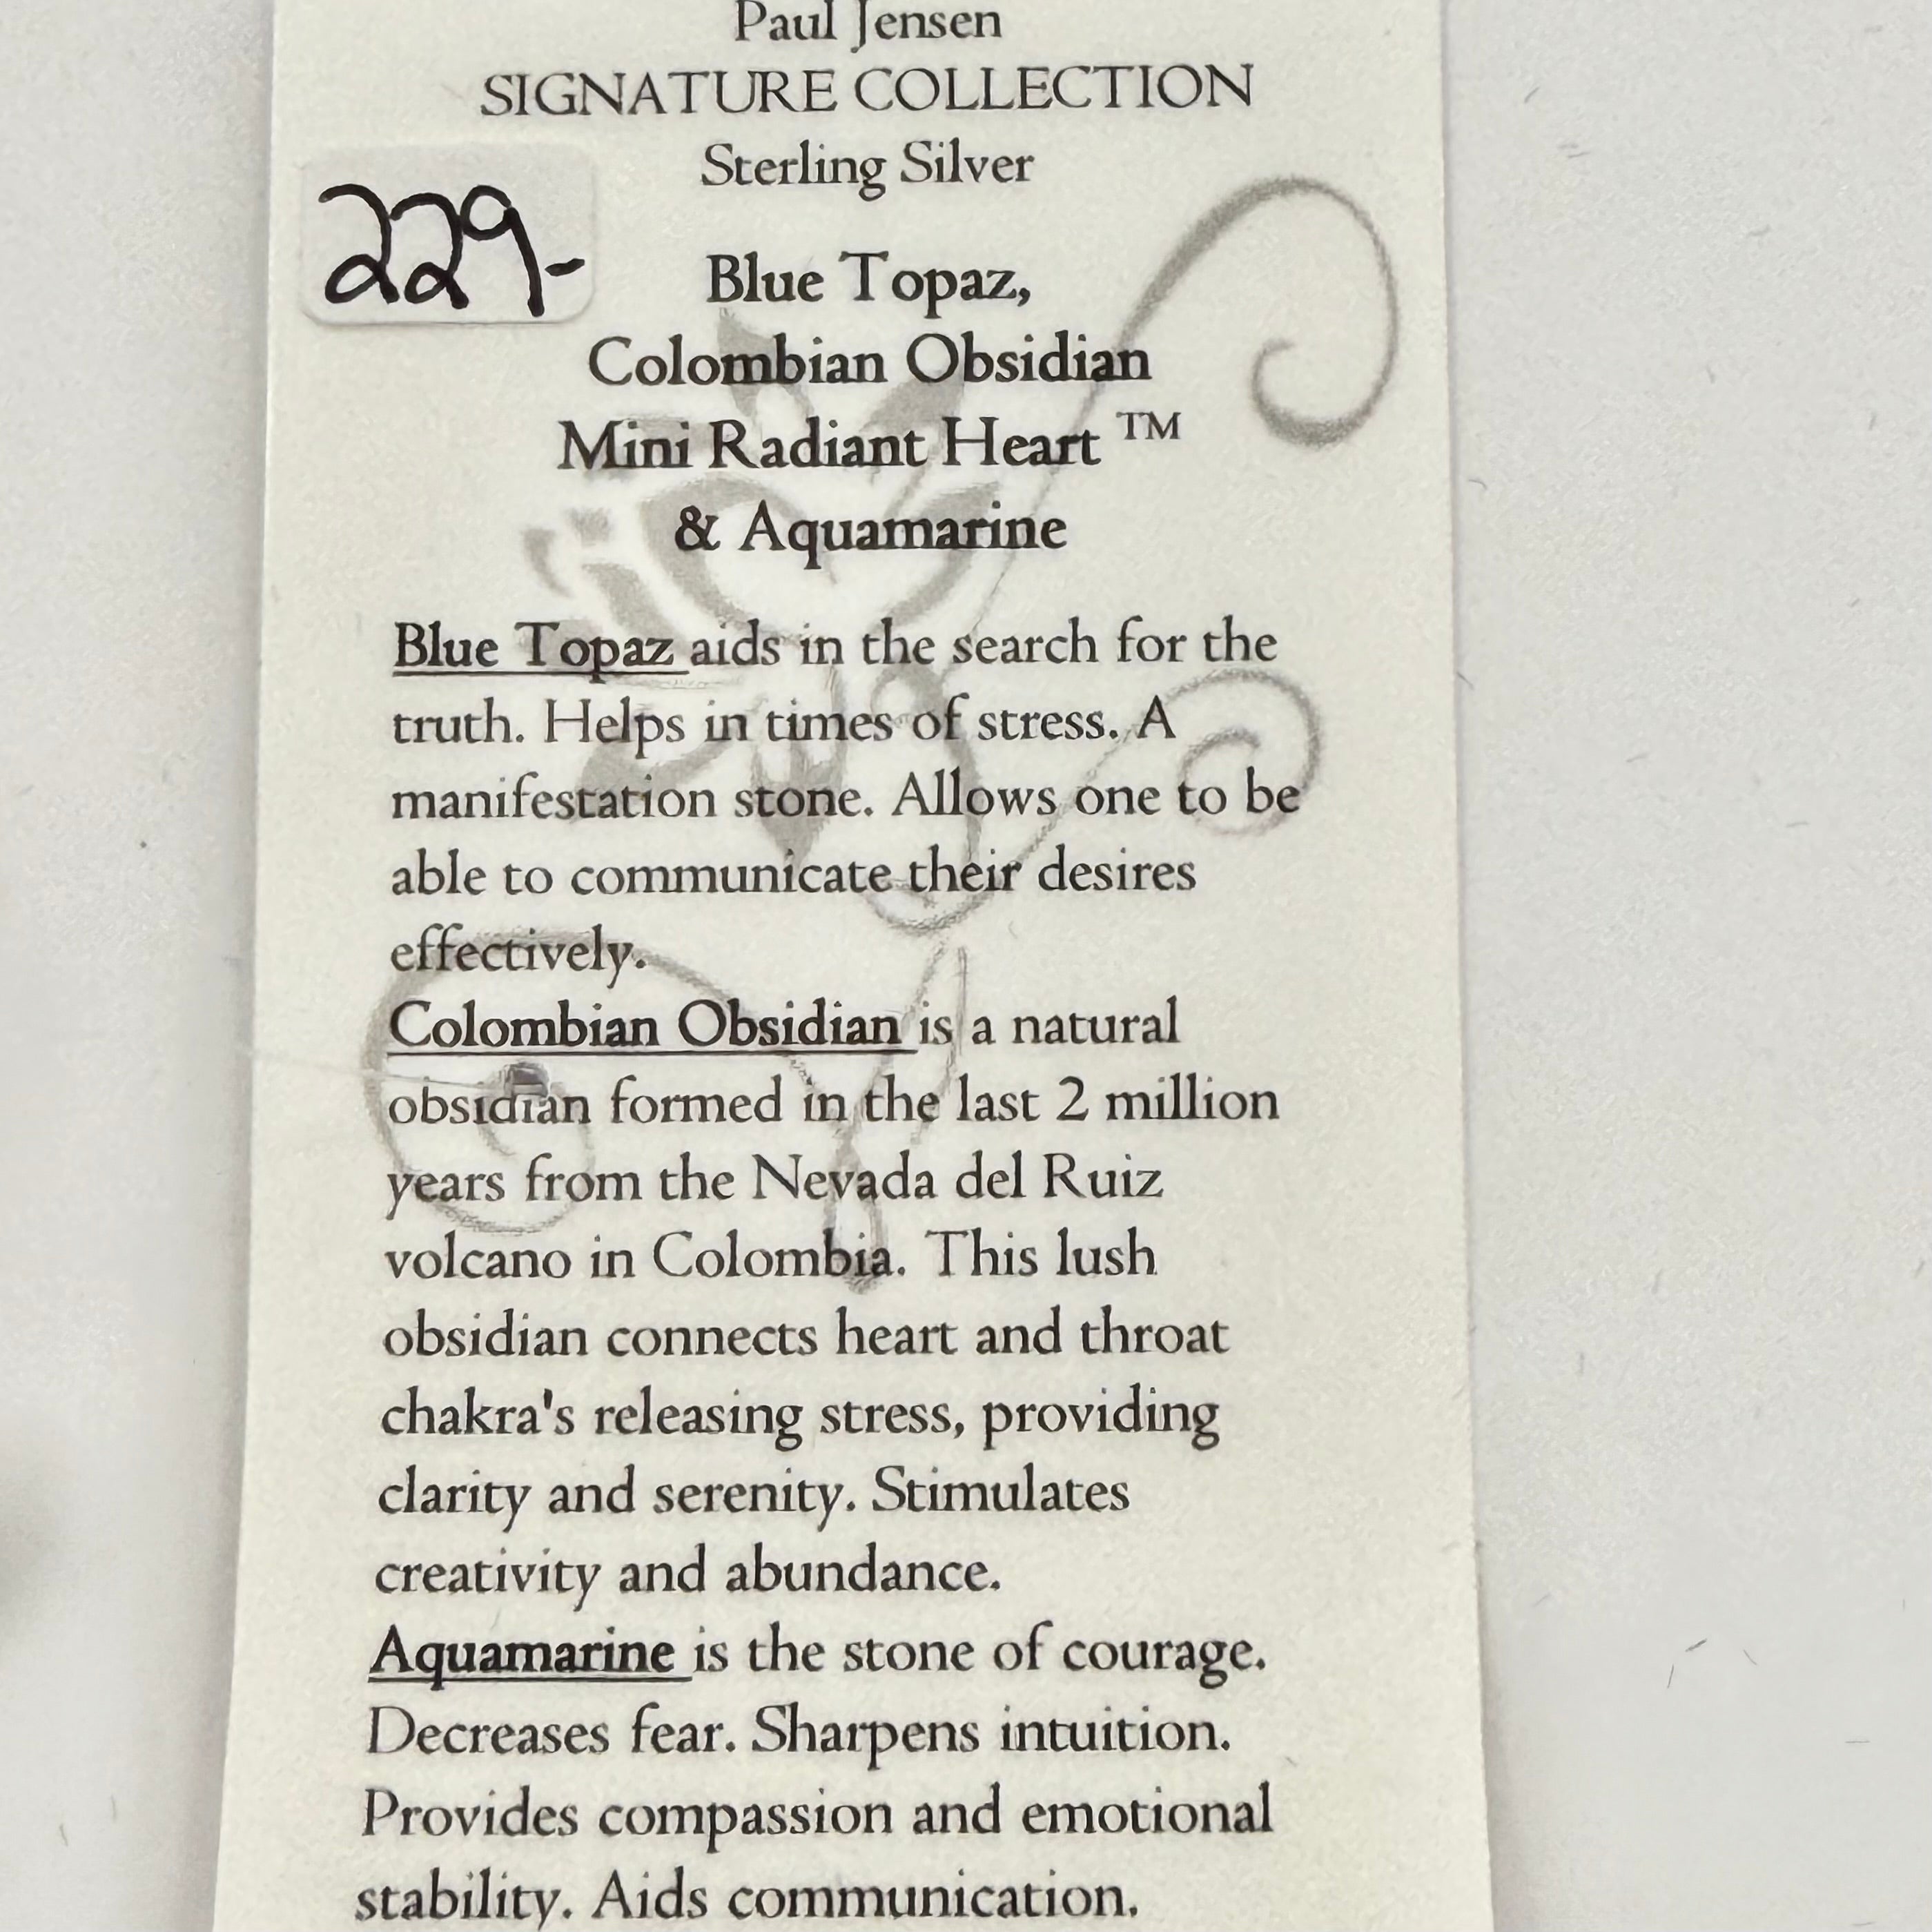 Paul Jensen
SIGNATURE COLLECTION
Sterling Silver
229-
Blue Topaz,
Colombian Obsidian
Mini Radiant Heart ™
& Aquamarine
Blue Topaz aids in the search for the
truth. Helps in times of stress. A
manifestation stone. Allows one to be
able to communicate their desires
effectively.
Colombian Obsidian is a natural
obsidian formed in the last 2 million
years from the Nevada del Ruiz
volcano in Colombia. This lush
obsidian connects heart and throat
chakra's releasing stress, providing
clarity and serenity. Stimulates
creativity and abundance.
Aquamarine is the stone of courage.
Decreases fear. Sharpens intuition.
Provides compassion and emotional
stability. Aids communication.